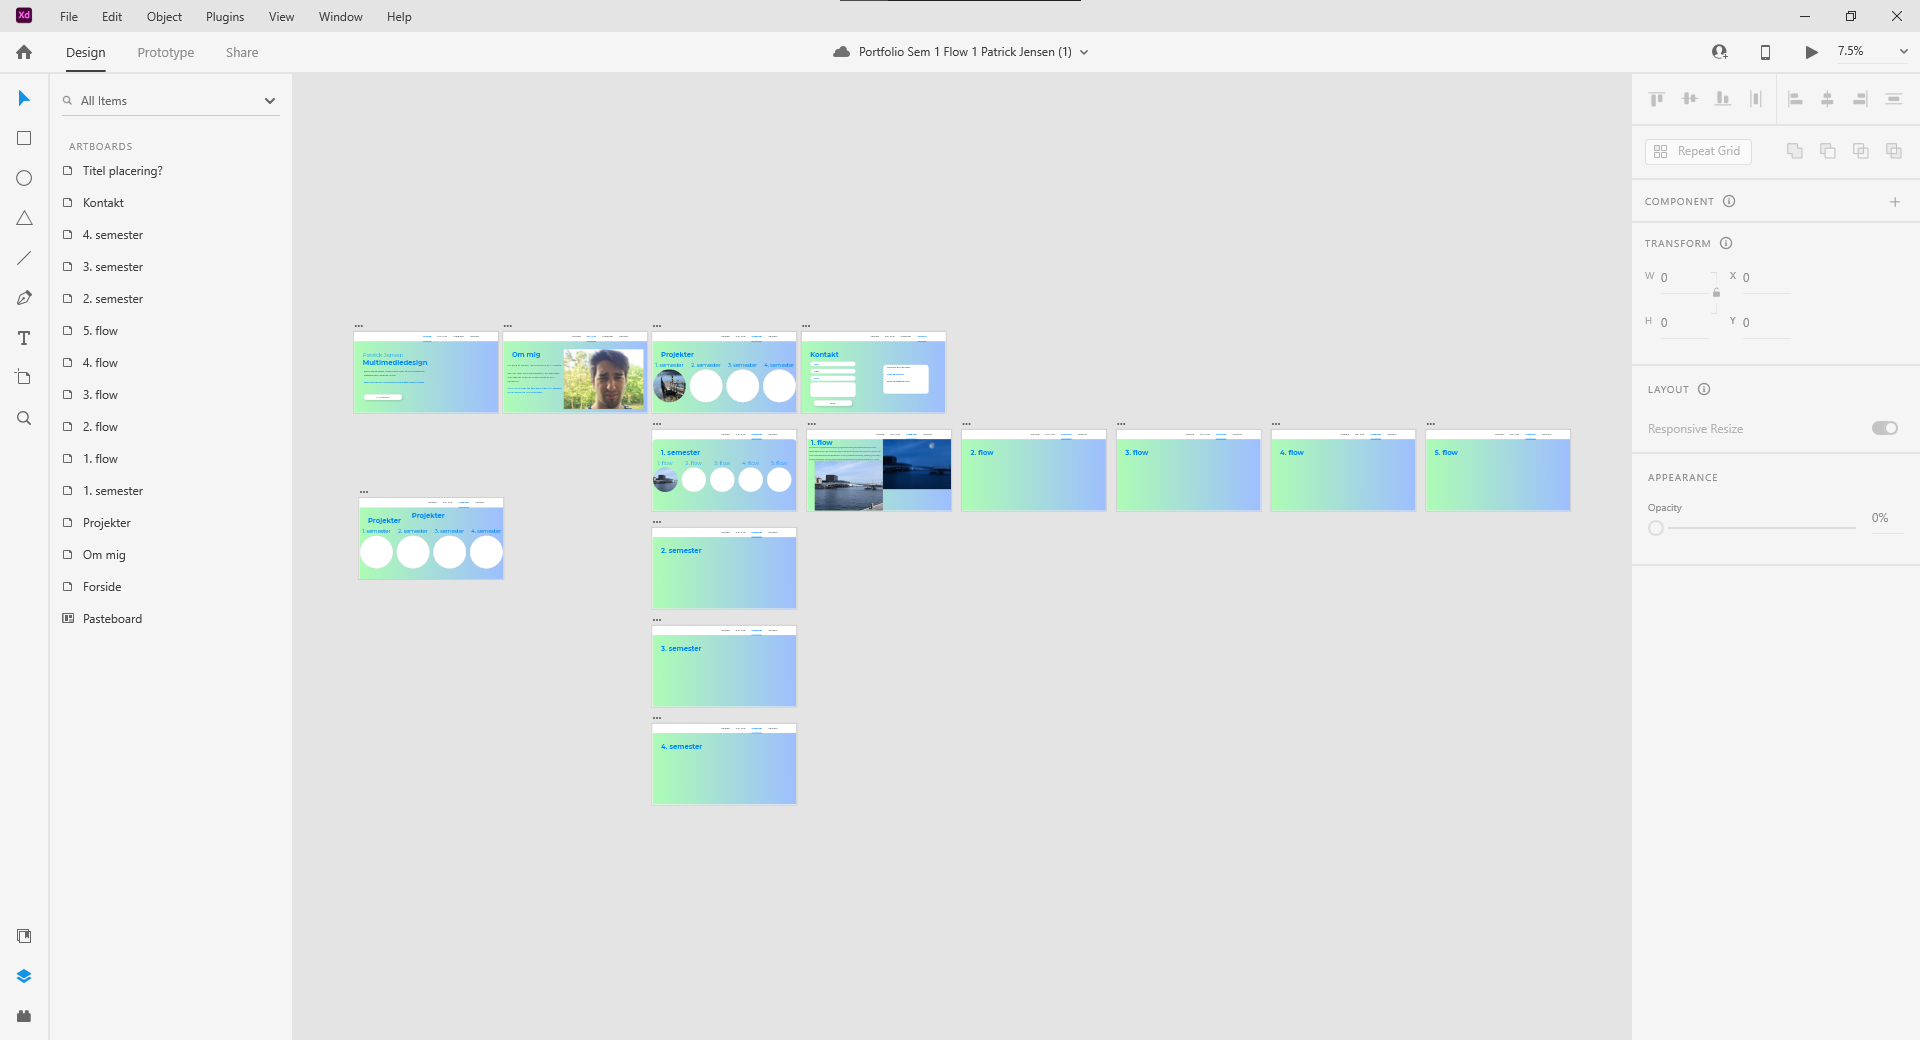 Xd File Edit Object Plugins View Window Help
Design Prototype Share
Portfolio Sem 1 Flow 1 Patrick Jensen (1)
7.5%
All Items
ARTBOARDS
Titel placering?
Kontakt
4. semester
3. semester
2. semester
5. flow
4. flow
3. flow
2. flow
1. flow
1. semester
Projekter
Om mig
Forside
Pasteboard
Patrick Jensen
Multimediedesign
Om mig
Projekter
1. semester 2. semester 3. semester 4. semester
Kontakt
1. semester
1. flow 2. flow 3. flow 4. flow 5. flow
1. flow
2. flow
3. flow
4. flow
5. flow
Projekter
Projekter
1. semester 2. semester 3. semester 4. semester
2. semester
3. semester
4. semester
Repeat Grid
COMPONENT
TRANSFORM
W 0 X 0
H 0 Y 0
LAYOUT
Responsive Resize
APPEARANCE
Opacity
0%